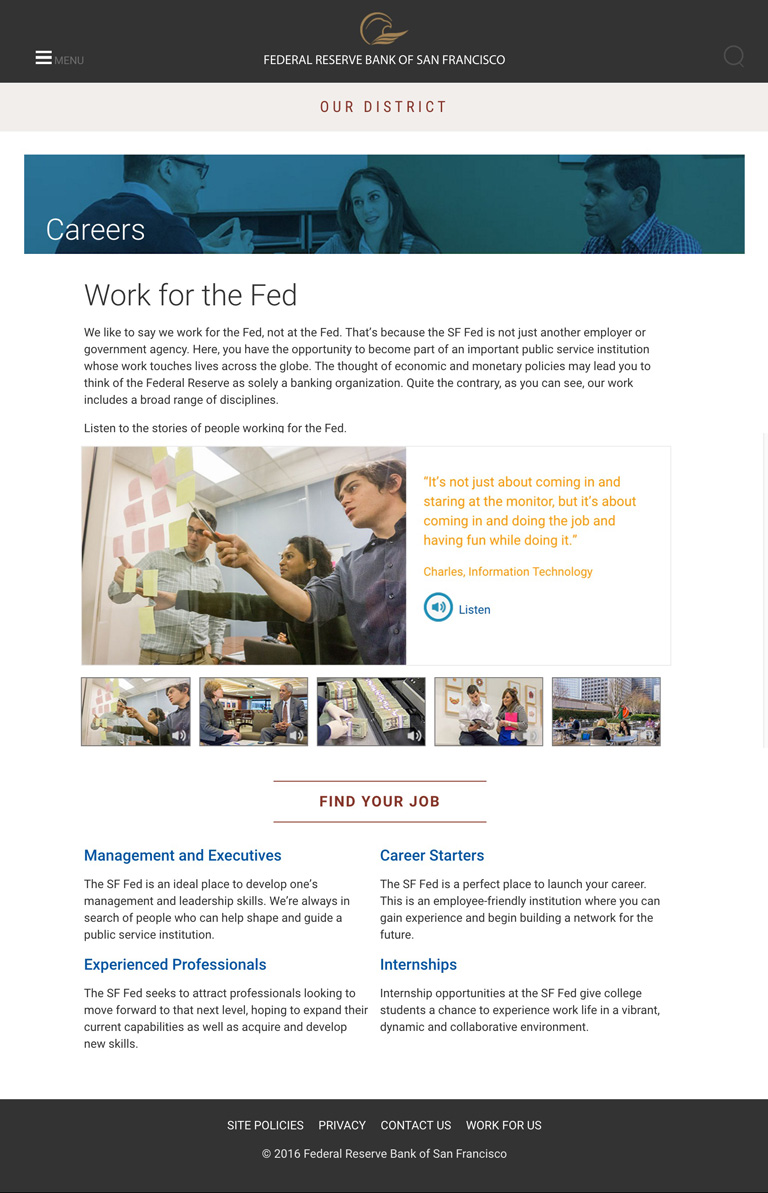 MENU
FEDERAL RESERVE BANK OF SAN FRANCISCO
OUR DISTRICT
Careers
Work for the Fed
We like to say we work for the Fed, not at the Fed. That's because the SF Fed is not just another employer or
government agency. Here, you have the opportunity to become part of an important public service institution
whose work touches lives across the globe. The thought of economic and monetary policies may lead you to
think of the Federal Reserve as solely a banking organization. Quite the contrary, as you can see, our work
includes a broad range of disciplines.
Listen to the stories of people working for the Fed.
“It's not just about coming in and
staring at the monitor, but it's about
coming in and doing the job and
having fun while doing it.”
Charles, Information Technology
Listen
FIND YOUR JOB
Management and Executives
The SF Fed is an ideal place to develop one's
management and leadership skills. We're always in
search of people who can help shape and guide a
public service institution.
Career Starters
The SF Fed is a perfect place to launch your career.
This is an employee-friendly institution where you can
gain experience and begin building a network for the
future.
Experienced Professionals
The SF Fed seeks to attract professionals looking to
move forward to that next level, hoping to expand their
current capabilities as well as acquire and develop
new skills.
Internships
Internship opportunities at the SF Fed give college
students a chance to experience work life in a vibrant,
dynamic and collaborative environment.
SITE POLICIES PRIVACY CONTACT US WORK FOR US
© 2016 Federal Reserve Bank of San Francisco